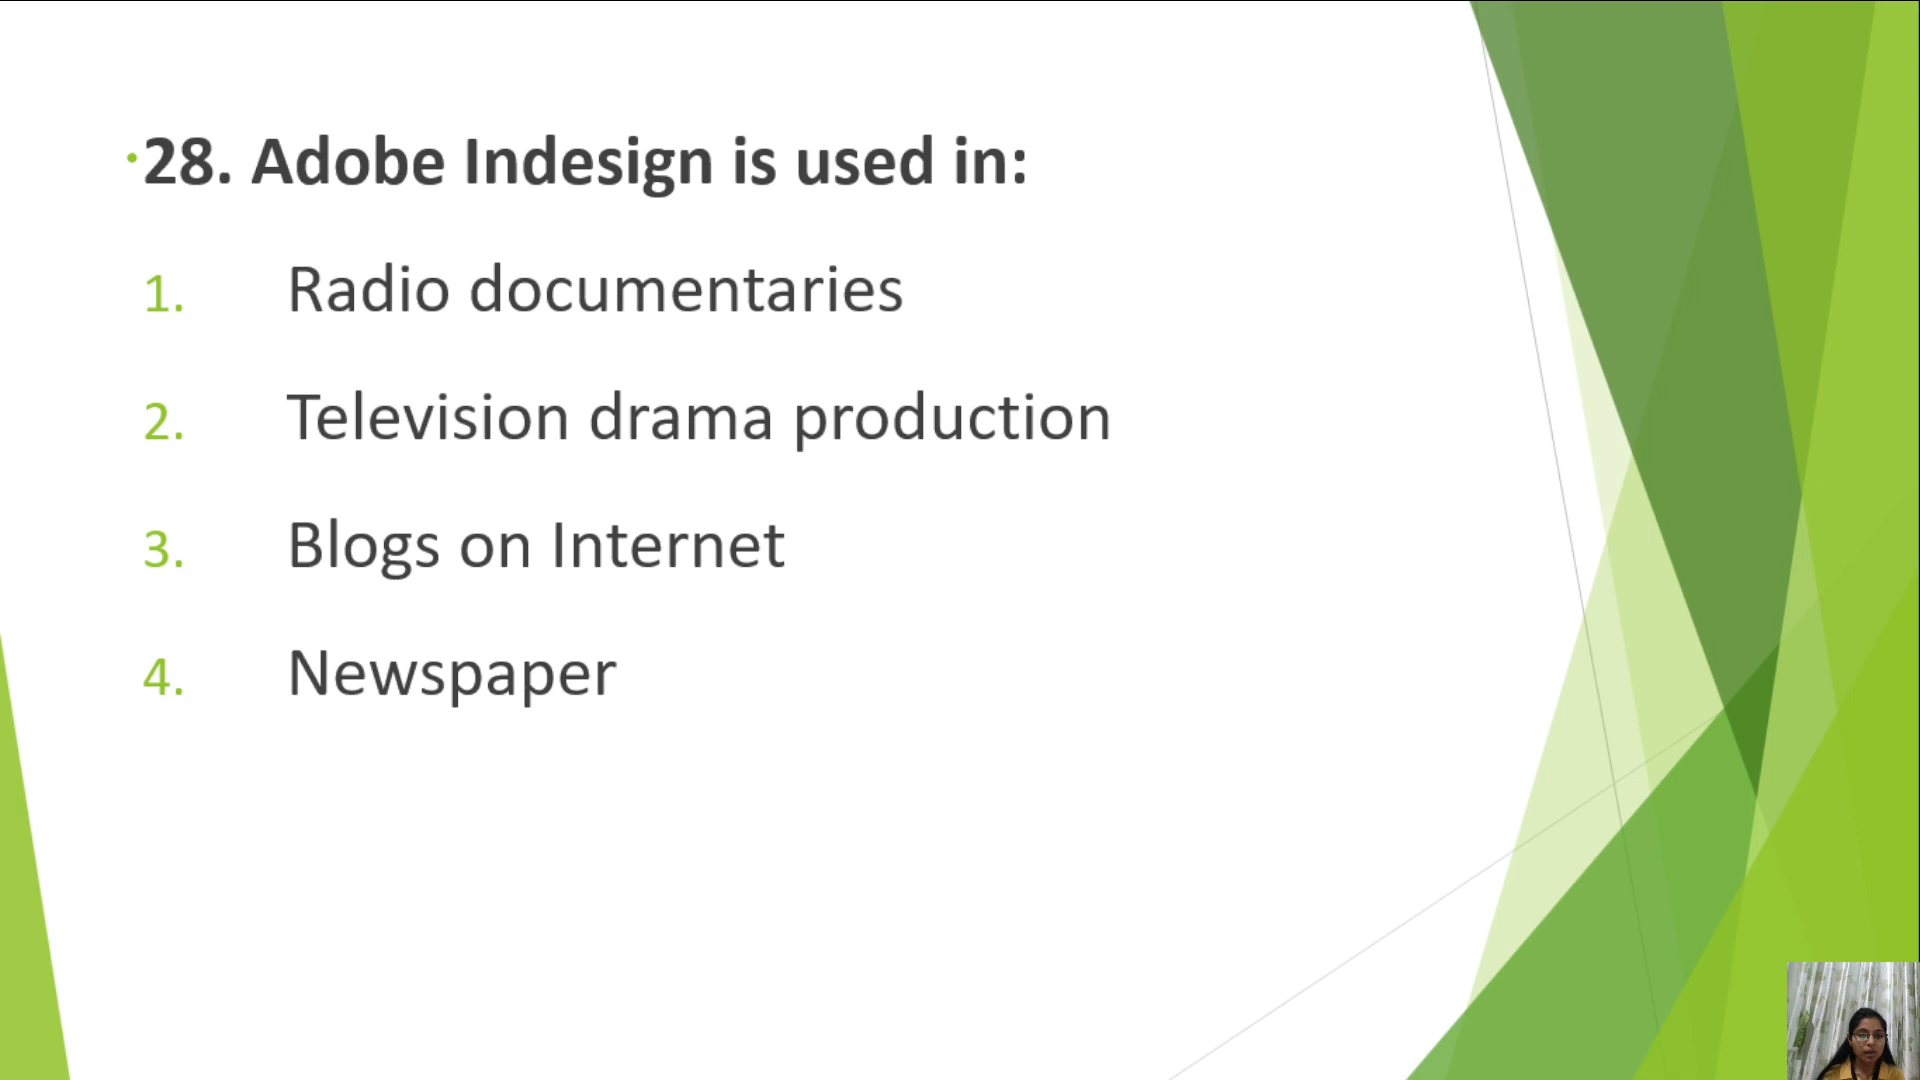 28. Adobe Indesign is used in:
1. Radio documentaries
2. Television drama production
3. Blogs on Internet
4. Newspaper